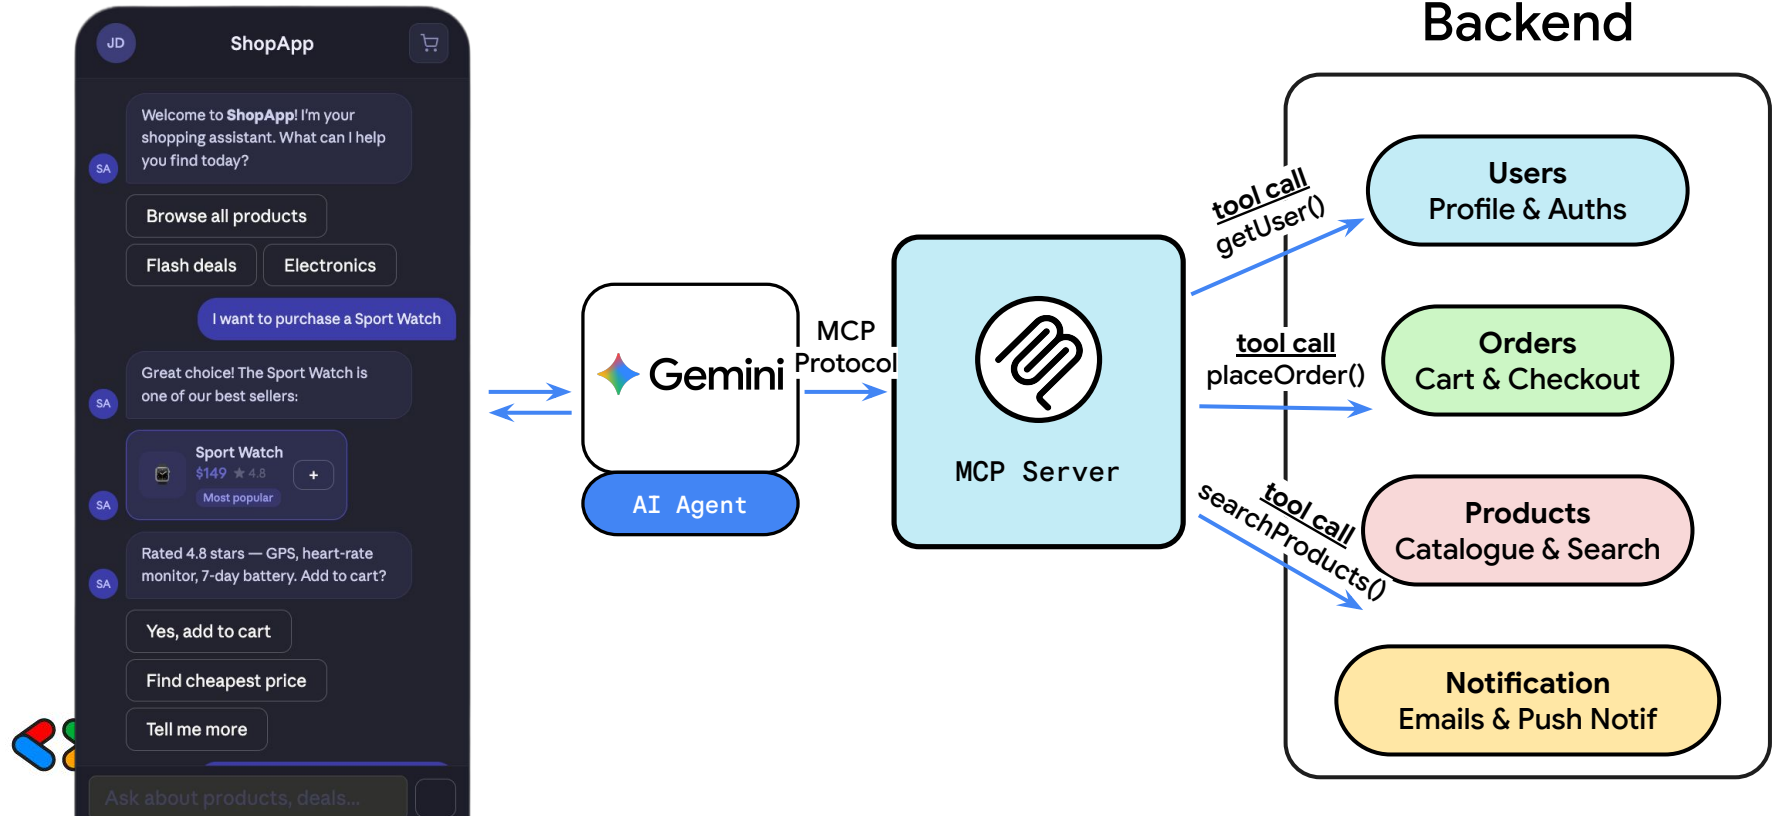 Backend
JD
ShopApp
Welcome to ShopApp! I'm your
shopping assistant. What can I help
you find today?
SA
Browse all products
Flash deals
Electronics
I want to purchase a Sport Watch
Great choice! The Sport Watch is
one of our best sellers:
SA
Sport Watch
$149 ★ 4.8
Most popular
+
SA
Rated 4.8 stars — GPS, heart-rate
monitor, 7-day battery. Add to cart?
SA
Yes, add to cart
Find cheapest price
Tell me more
Ask about products, deals...
Gemini
AI Agent
MCP
Protocol
MCP Server
tool call
getUser()
tool call
placeOrder()
tool call
searchProducts()
Users
Profile & Auths
Orders
Cart & Checkout
Products
Catalogue & Search
Notification
Emails & Push Notif